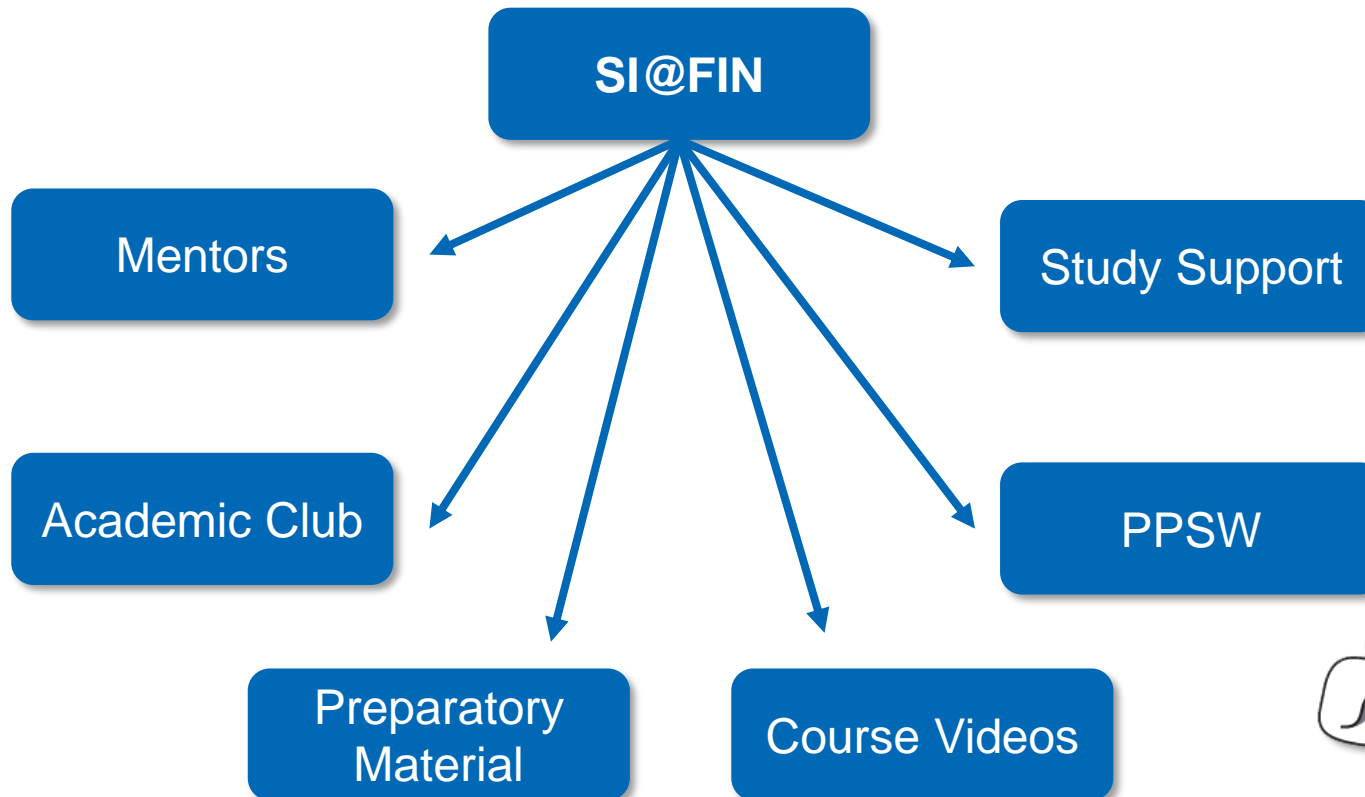 SI@FIN
Mentors
Study Support
Academic Club
PPSW
Preparatory
Material
Course Videos